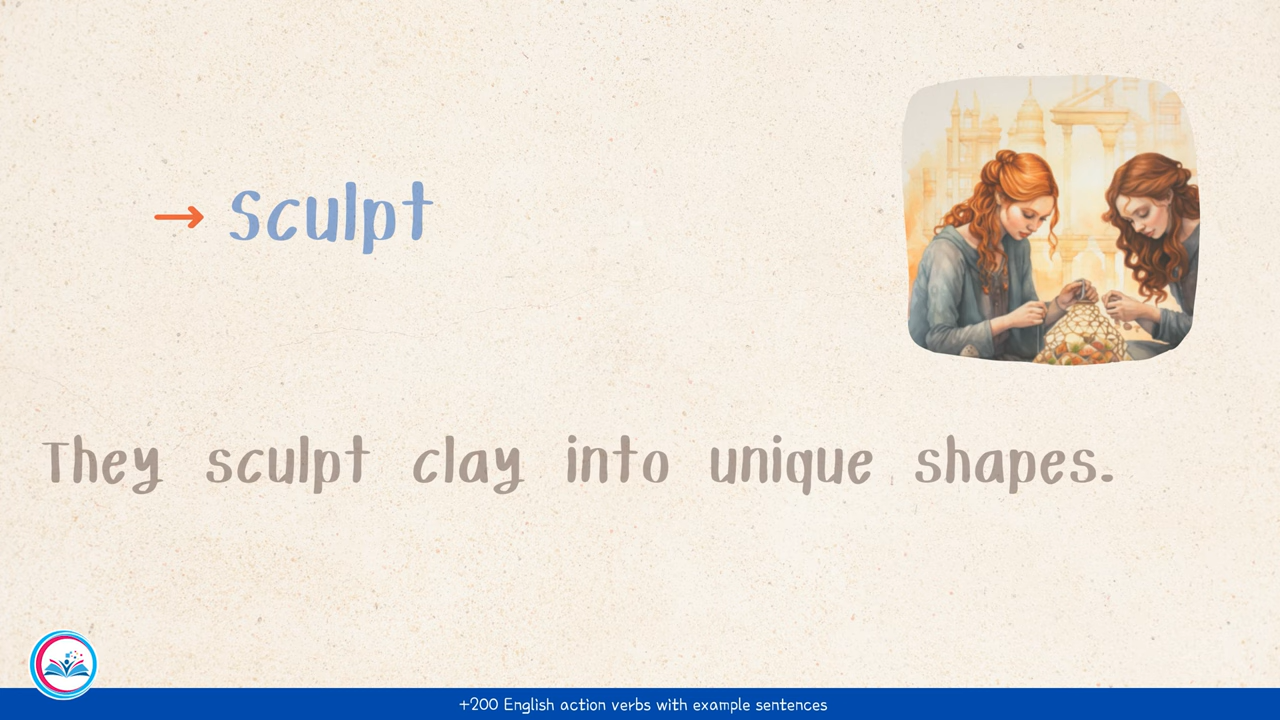 → Sculpt
They sculpt clay into unique shapes.
+200 English action verbs with example sentences